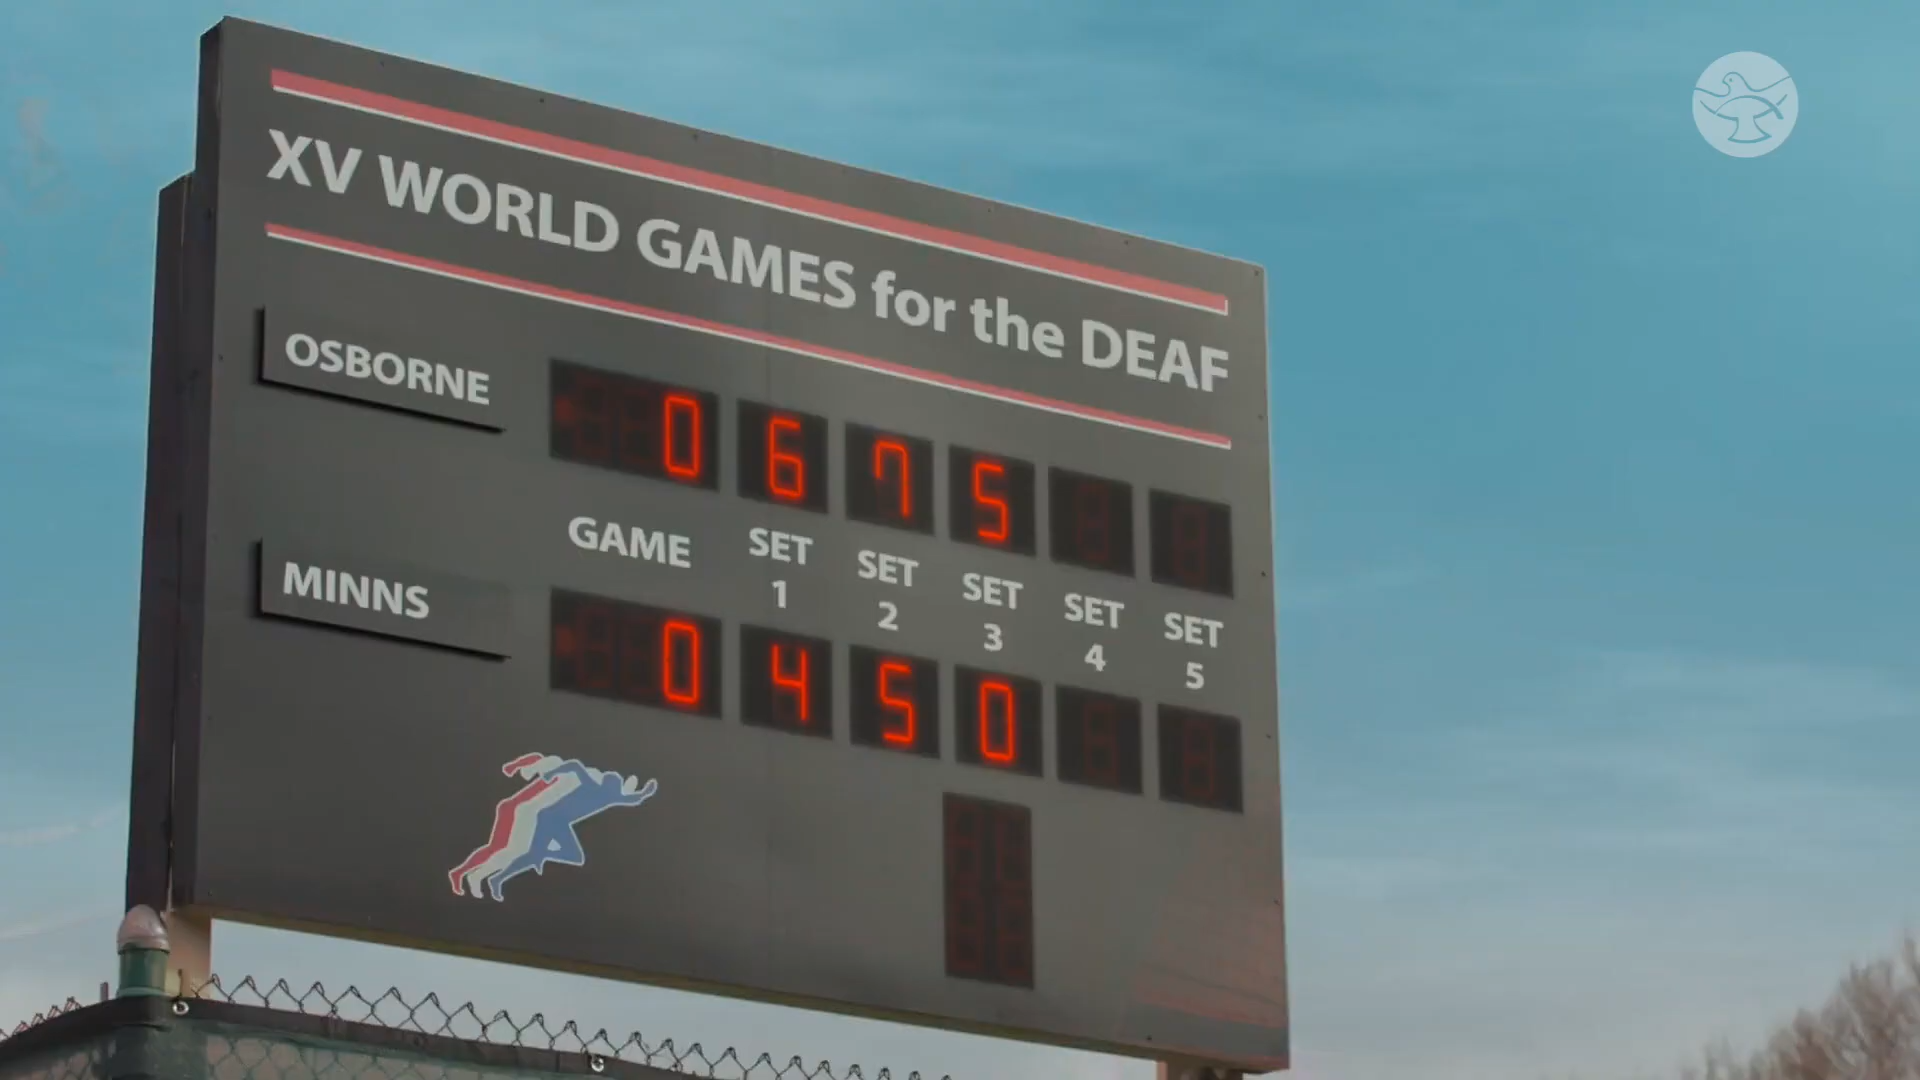 XV WORLD GAMES for the DEAF
OSBORNE 0 6 7 5
GAME SET 1 SET 2 SET 3 SET 4 SET 5
MINNS 0 4 5 0